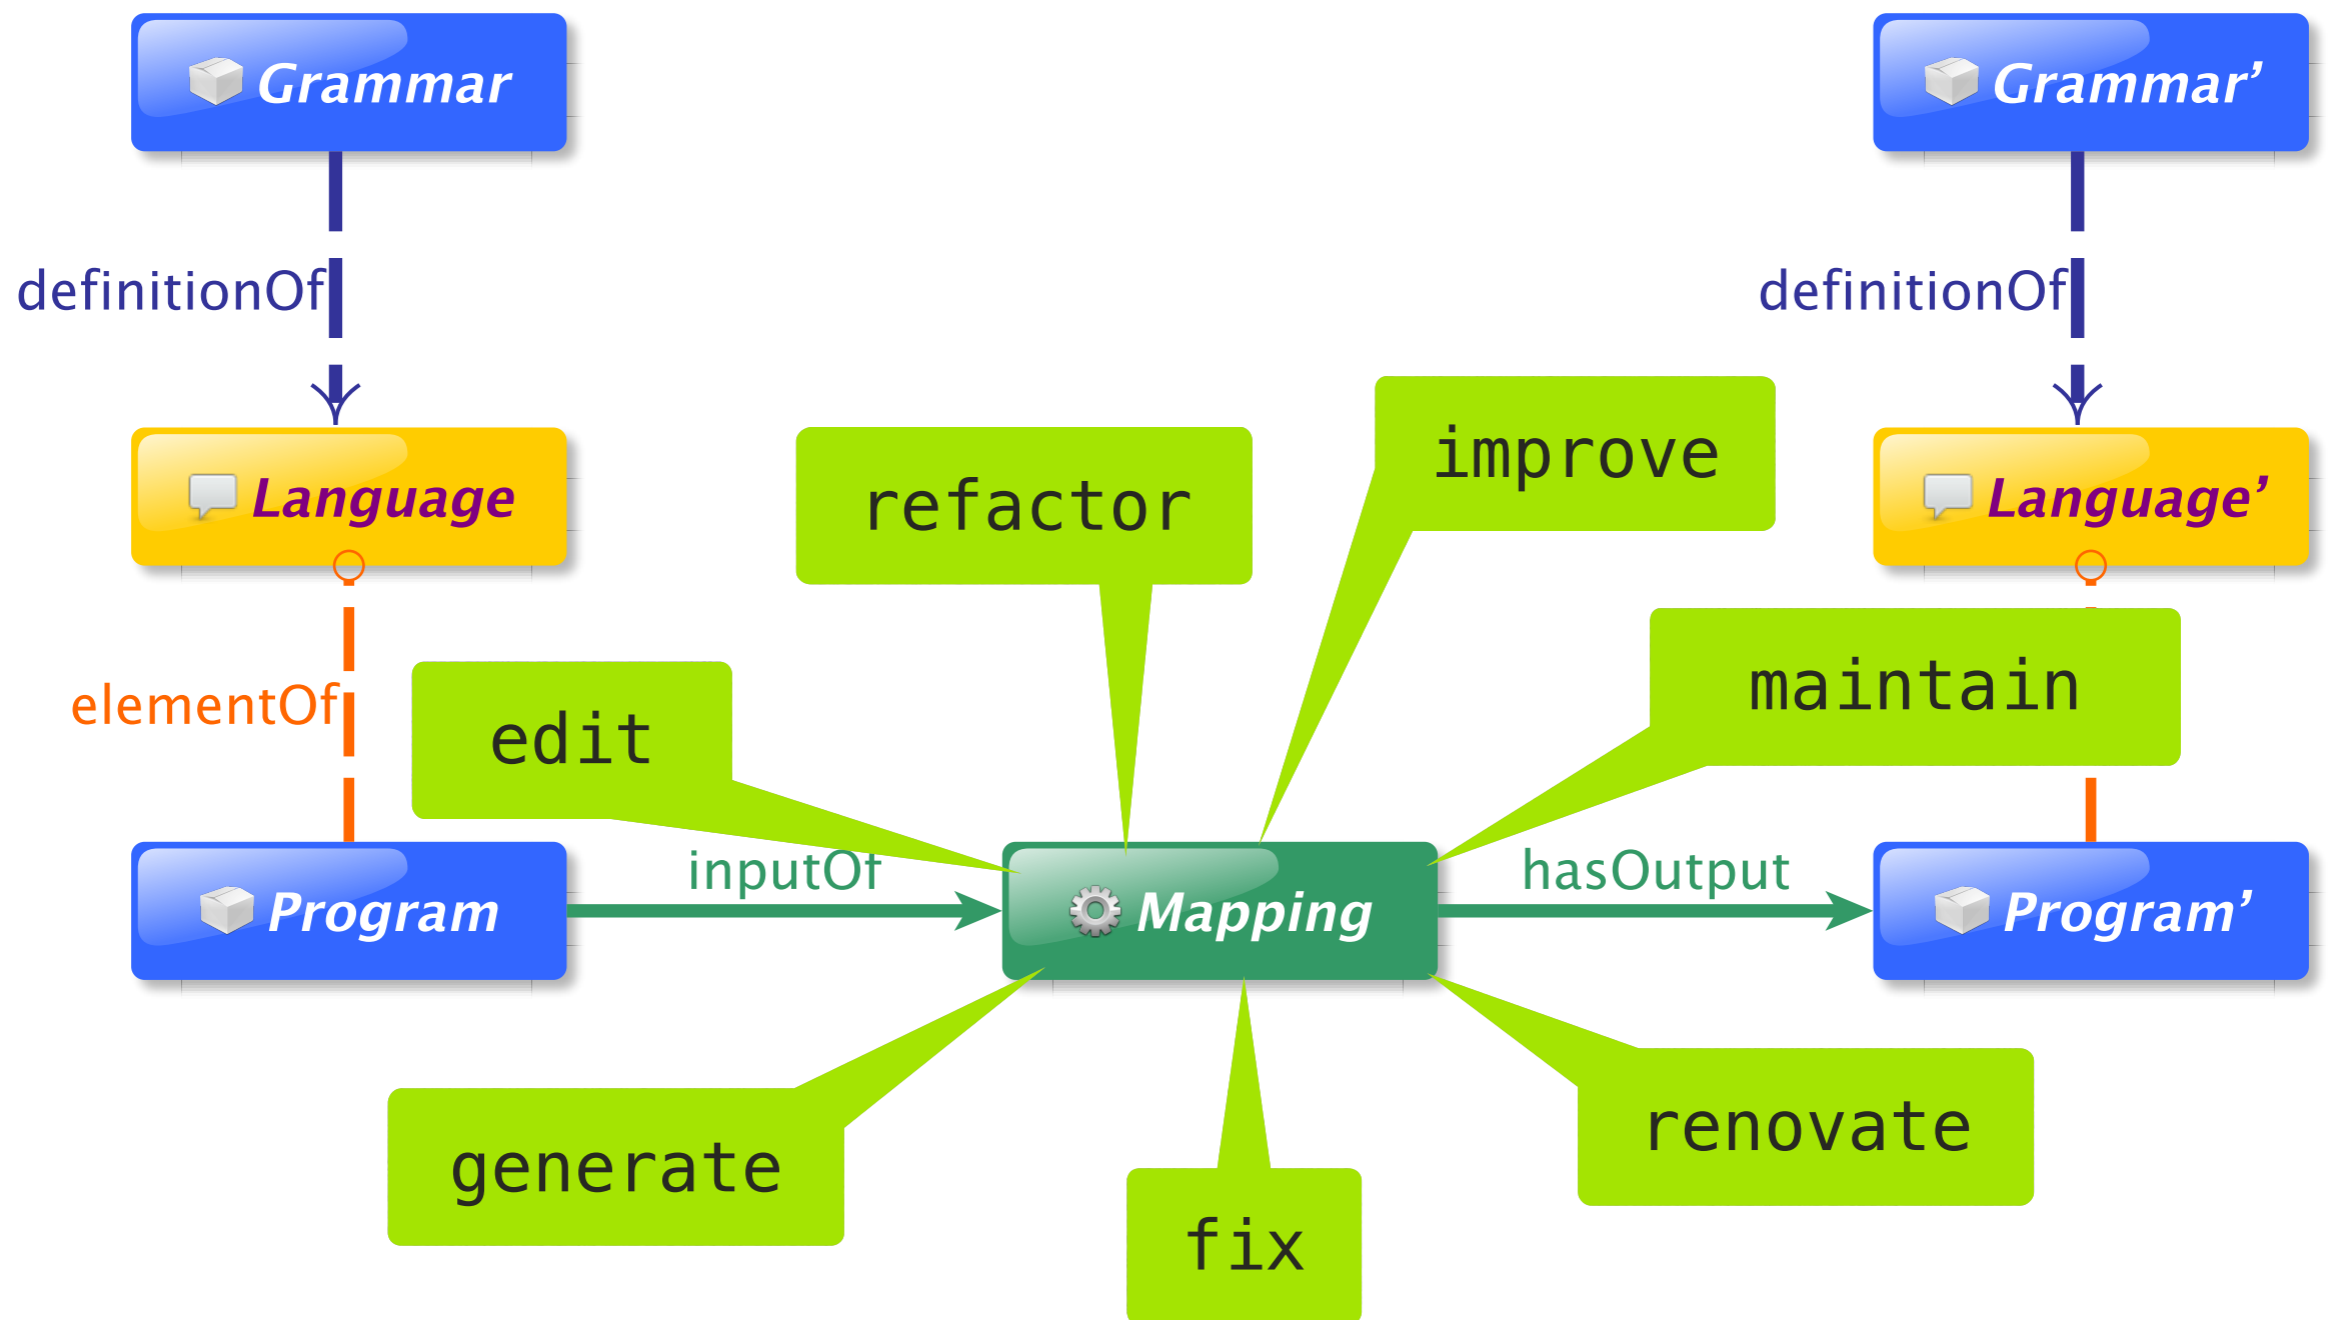 Grammar
Grammar’
definitionOf
definitionOf
improve
refactor
Language
Language’
maintain
elementOf
edit
inputOf
hasOutput
Program
Mapping
Program’
renovate
generate
fix